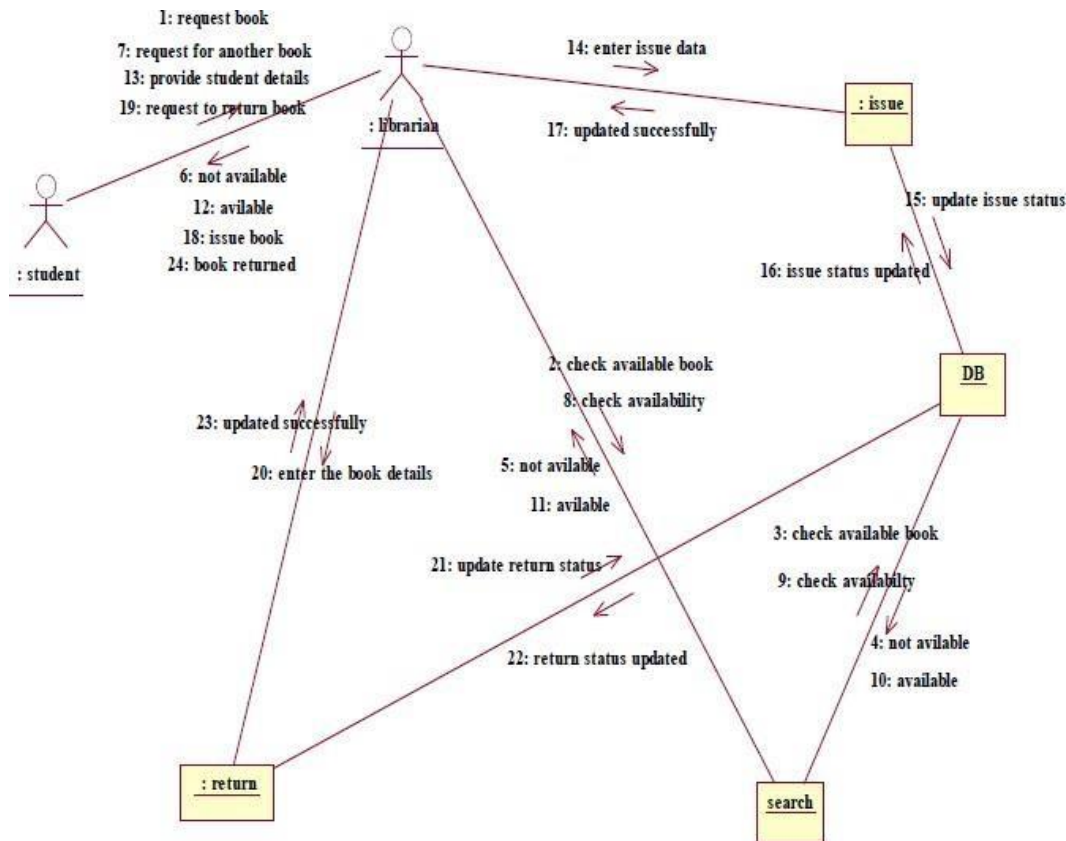 1: request book
7: request for another book
13: provide student details
19: request to return book
: librarian
14: enter issue data
17: updated successfully
: issue
6: not available
12: avilable
18: issue book
24: book returned
: student
15: update issue status
16: issue status updated
DB
2: check available book
8: check availability
5: not avilable
11: avilable
23: updated successfully
20: enter the book details
21: update return status
22: return status updated
3: check available book
9: check availabilty
4: not avilable
10: available
: return
search